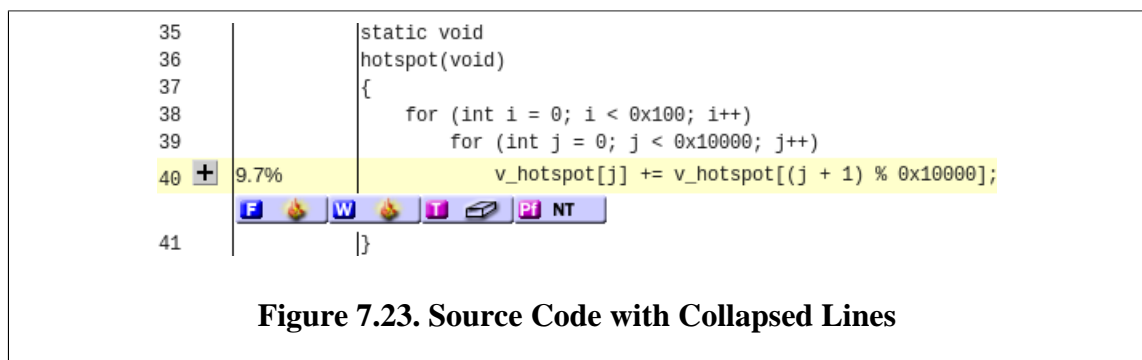 35 static void
36 hotspot(void)
37 {
38 for (int i = 0; i < 0x100; i++)
39 for (int j = 0; j < 0x10000; j++)
40 + 9.7% v_hotspot[j] += v_hotspot[(j + 1) % 0x10000];
F W T Pf NT
41 }
Figure 7.23. Source Code with Collapsed Lines